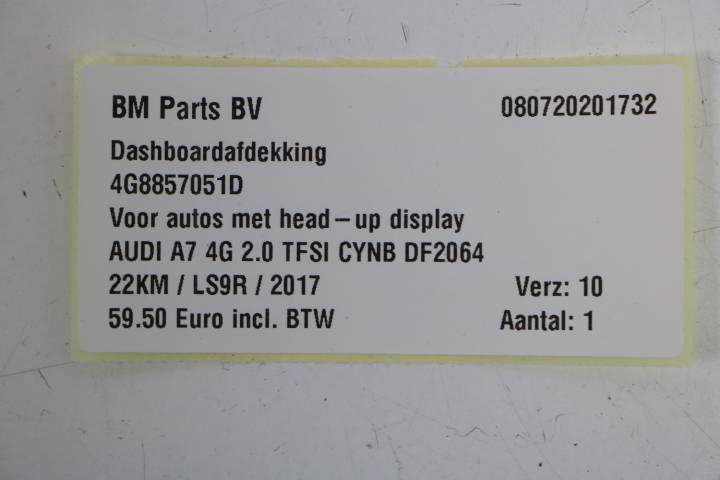 BM Parts BV 080720201732
Dashboardafdekking
4G8857051D
Voor autos met head-up display
AUDI A7 4G 2.0 TFSI CYNB DF2064
22KM / LS9R / 2017 Verz: 10
59.50 Euro incl. BTW Aantal: 1